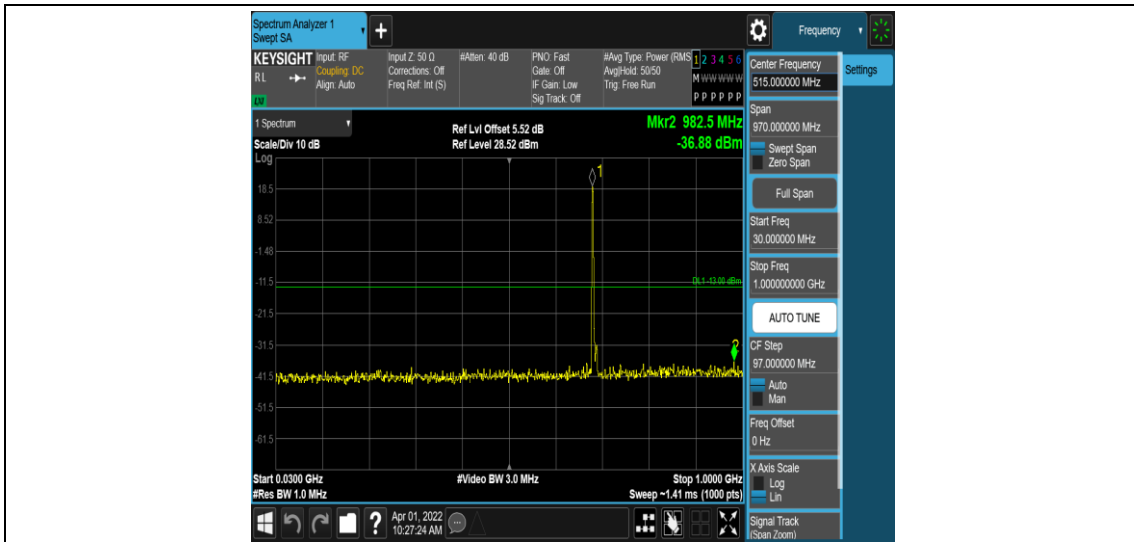 Spectrum Analyzer 1
Swept SA
Frequency
KEYSIGHT
RL
Input: RF
Coupling: DC
Align: Auto
Input Z: 50 Ω
Corrections: Off
Freq Ref: Int (S)
#Atten: 40 dB
PNO: Fast
Gate: Off
IF Gain: Low
Sig Track: Off
#Avg Type: Power (RMS
Avg|Hold: 50/50
Trig: Free Run
1 2 3 4 5 6
M W W W W W
P P P P P P
1 Spectrum
Scale/Div 10 dB
Log
Ref Lvl Offset 5.52 dB
Ref Level 28.52 dBm
Mkr2 982.5 MHz
-36.88 dBm
1
18.5
8.52
-1.48
DL1 -13.00 dBm
-11.5
-21.5
-31.5
2
-41.5
-51.5
-61.5
Start 0.0300 GHz
#Res BW 1.0 MHz
#Video BW 3.0 MHz
Stop 1.0000 GHz
Sweep ~1.41 ms (1000 pts)
Apr 01, 2022
10:27:24 AM
Center Frequency
515.000000 MHz
Settings
Span
970.000000 MHz
Swept Span
Zero Span
Full Span
Start Freq
30.000000 MHz
Stop Freq
1.000000000 GHz
AUTO TUNE
CF Step
97.000000 MHz
Auto
Man
Freq Offset
0 Hz
X Axis Scale
Log
Lin
Signal Track
(Span Zoom)